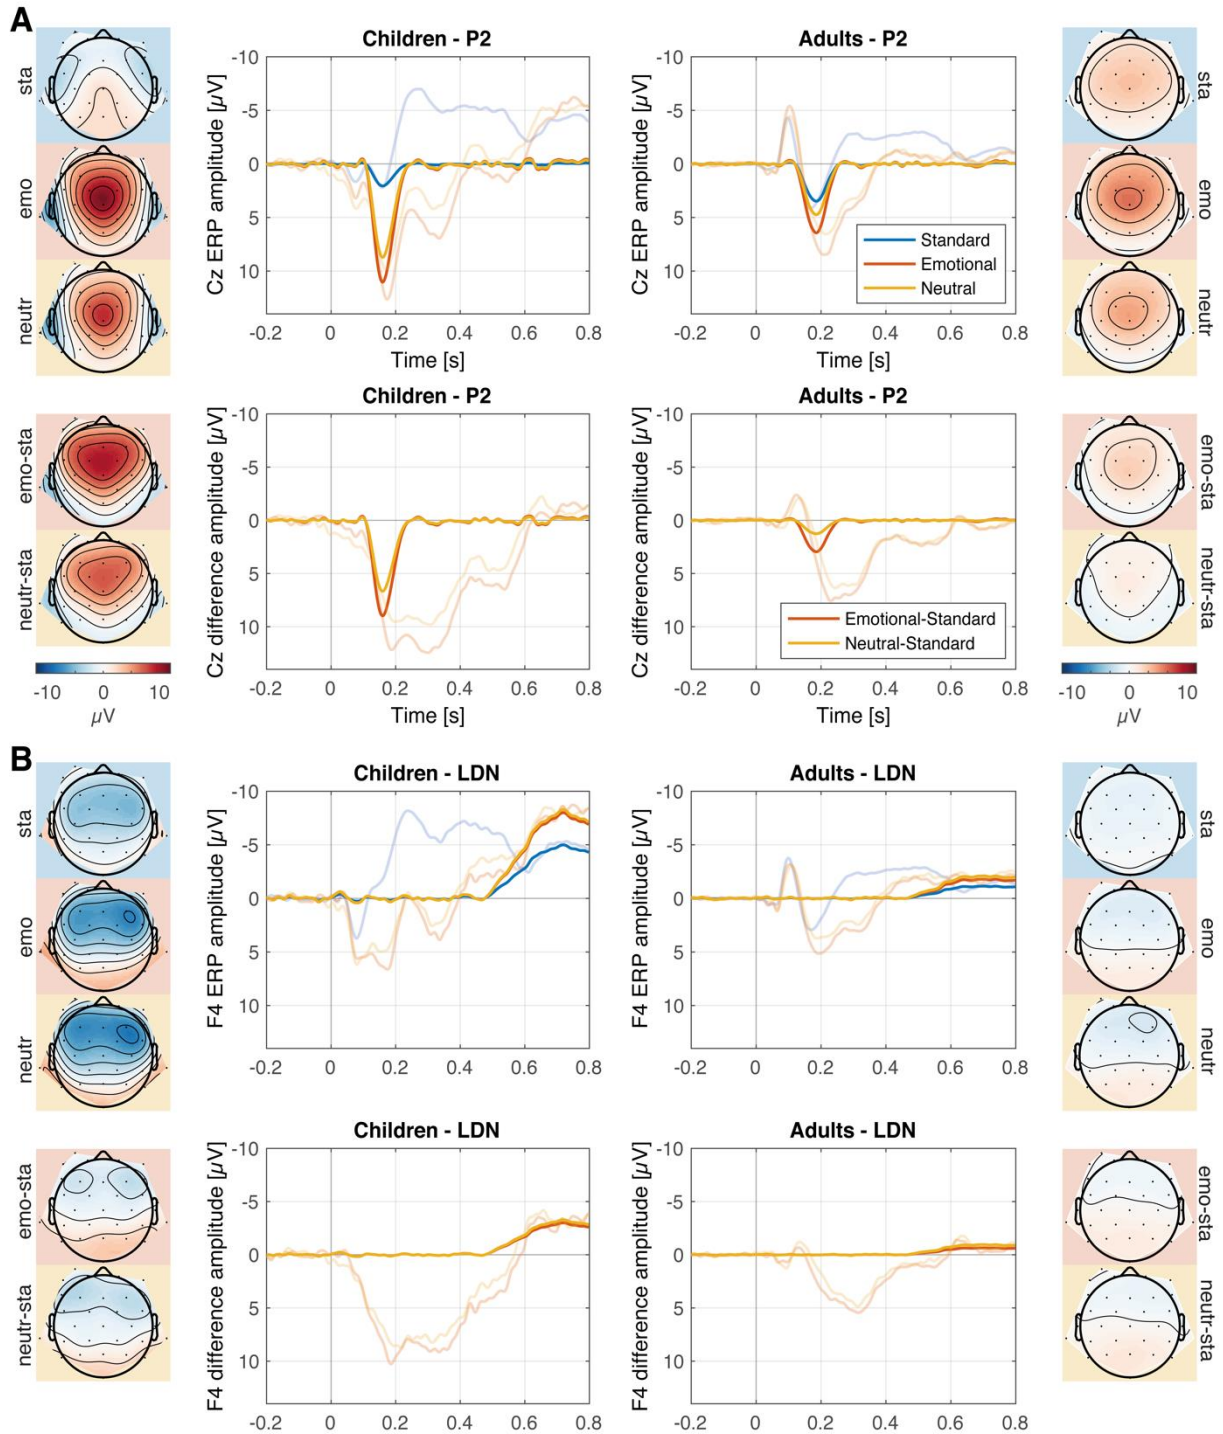 A
Children - P2
Adults - P2
sta
emo
neutr
Cz ERP amplitude [µV]
-10
-5
0
5
10
-0.2 0 0.2 0.4 0.6 0.8
Time [s]
Cz ERP amplitude [µV]
-10
-5
0
5
10
Standard
Emotional
Neutral
-0.2 0 0.2 0.4 0.6 0.8
Time [s]
sta
emo
neutr
Children - P2
Adults - P2
emo-sta
neutr-sta
-10 0 10
µV
Cz difference amplitude [µV]
-10
-5
0
5
10
-0.2 0 0.2 0.4 0.6 0.8
Time [s]
Cz difference amplitude [µV]
-10
-5
0
5
10
Emotional-Standard
Neutral-Standard
-0.2 0 0.2 0.4 0.6 0.8
Time [s]
emo-sta
neutr-sta
-10 0 10
µV
B
Children - LDN
Adults - LDN
sta
emo
neutr
F4 ERP amplitude [µV]
-10
-5
0
5
10
-0.2 0 0.2 0.4 0.6 0.8
F4 ERP amplitude [µV]
-10
-5
0
5
10
-0.2 0 0.2 0.4 0.6 0.8
sta
emo
neutr
Children - LDN
Adults - LDN
emo-sta
neutr-sta
F4 difference amplitude [µV]
-10
-5
0
5
10
-0.2 0 0.2 0.4 0.6 0.8
F4 difference amplitude [µV]
-10
-5
0
5
10
-0.2 0 0.2 0.4 0.6 0.8
emo-sta
neutr-sta